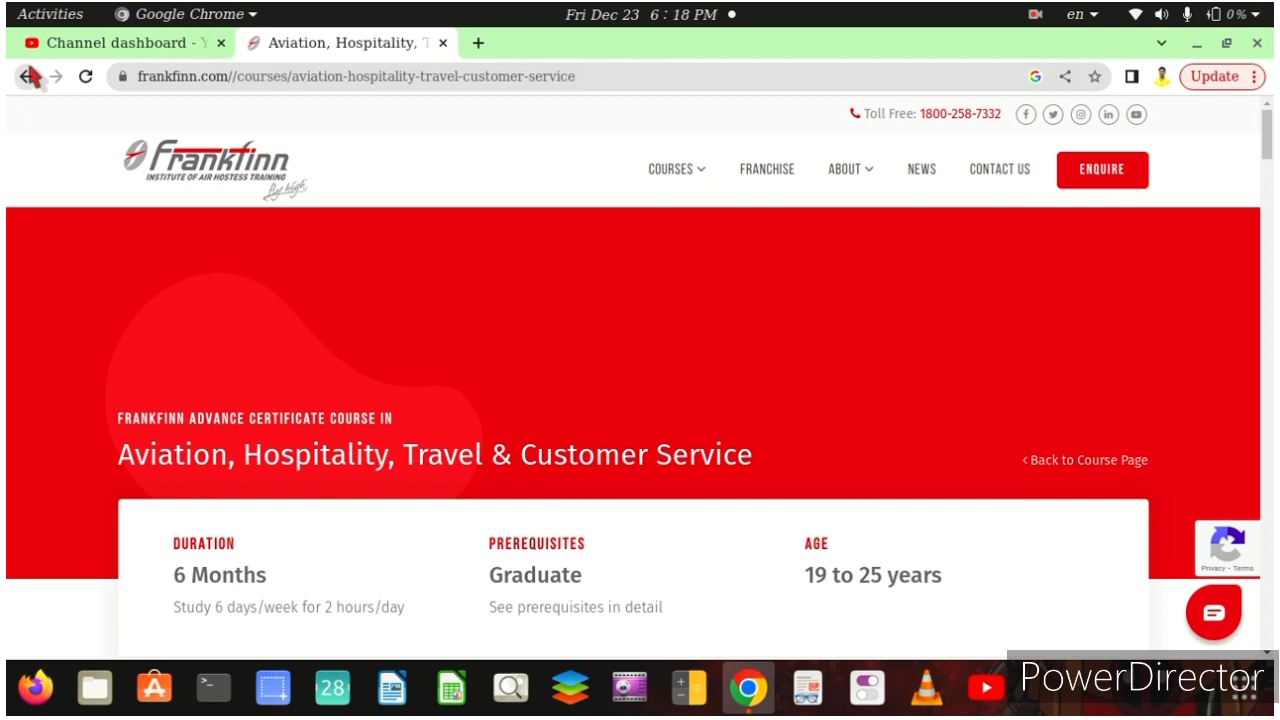 Activities Google Chrome Fri Dec 23 6:18 PM en 0%
Channel dashboard - Y Aviation, Hospitality, T
frankfinn.com//courses/aviation-hospitality-travel-customer-service Update
Toll Free: 1800-258-7332
Frankfinn
INSTITUTE OF AIR HOSTESS TRAINING
fly high
COURSES FRANCHISE ABOUT NEWS CONTACT US ENQUIRE
FRANKFINN ADVANCE CERTIFICATE COURSE IN
Aviation, Hospitality, Travel & Customer Service
< Back to Course Page
DURATION PREREQUISITES AGE
6 Months Graduate 19 to 25 years
Study 6 days/week for 2 hours/day See prerequisites in detail
Privacy - Terms
28
PowerDirector